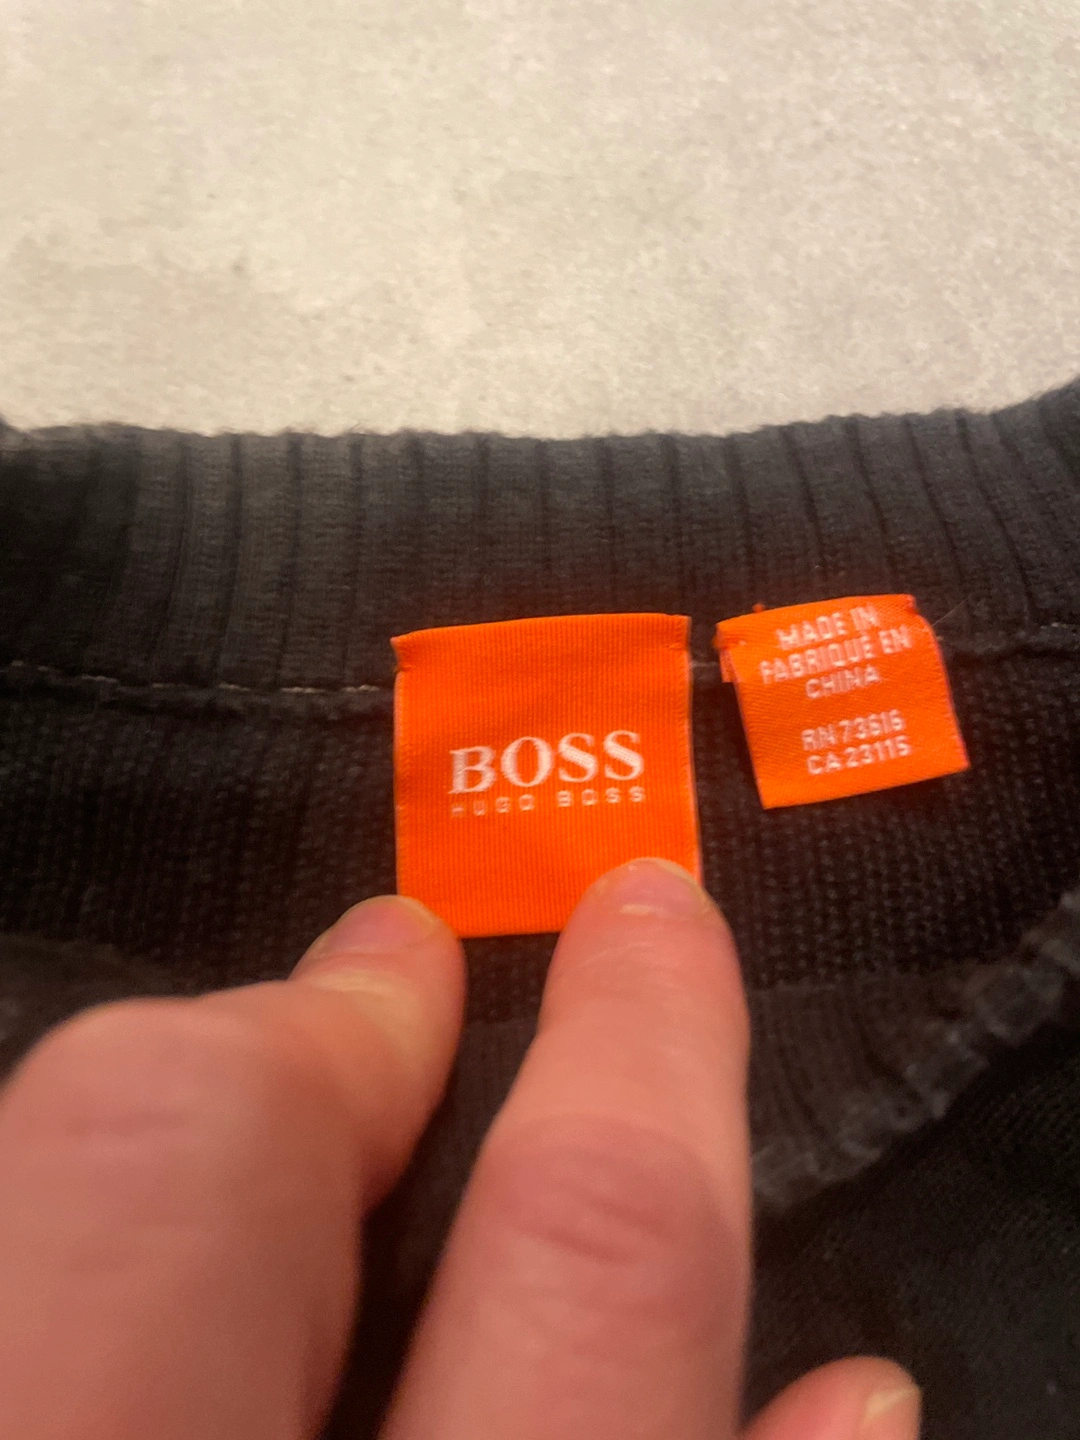 BOSS
HUGO BOSS
MADE IN
FABRIQUE EN
CHINA
RN 73616
CA 23115